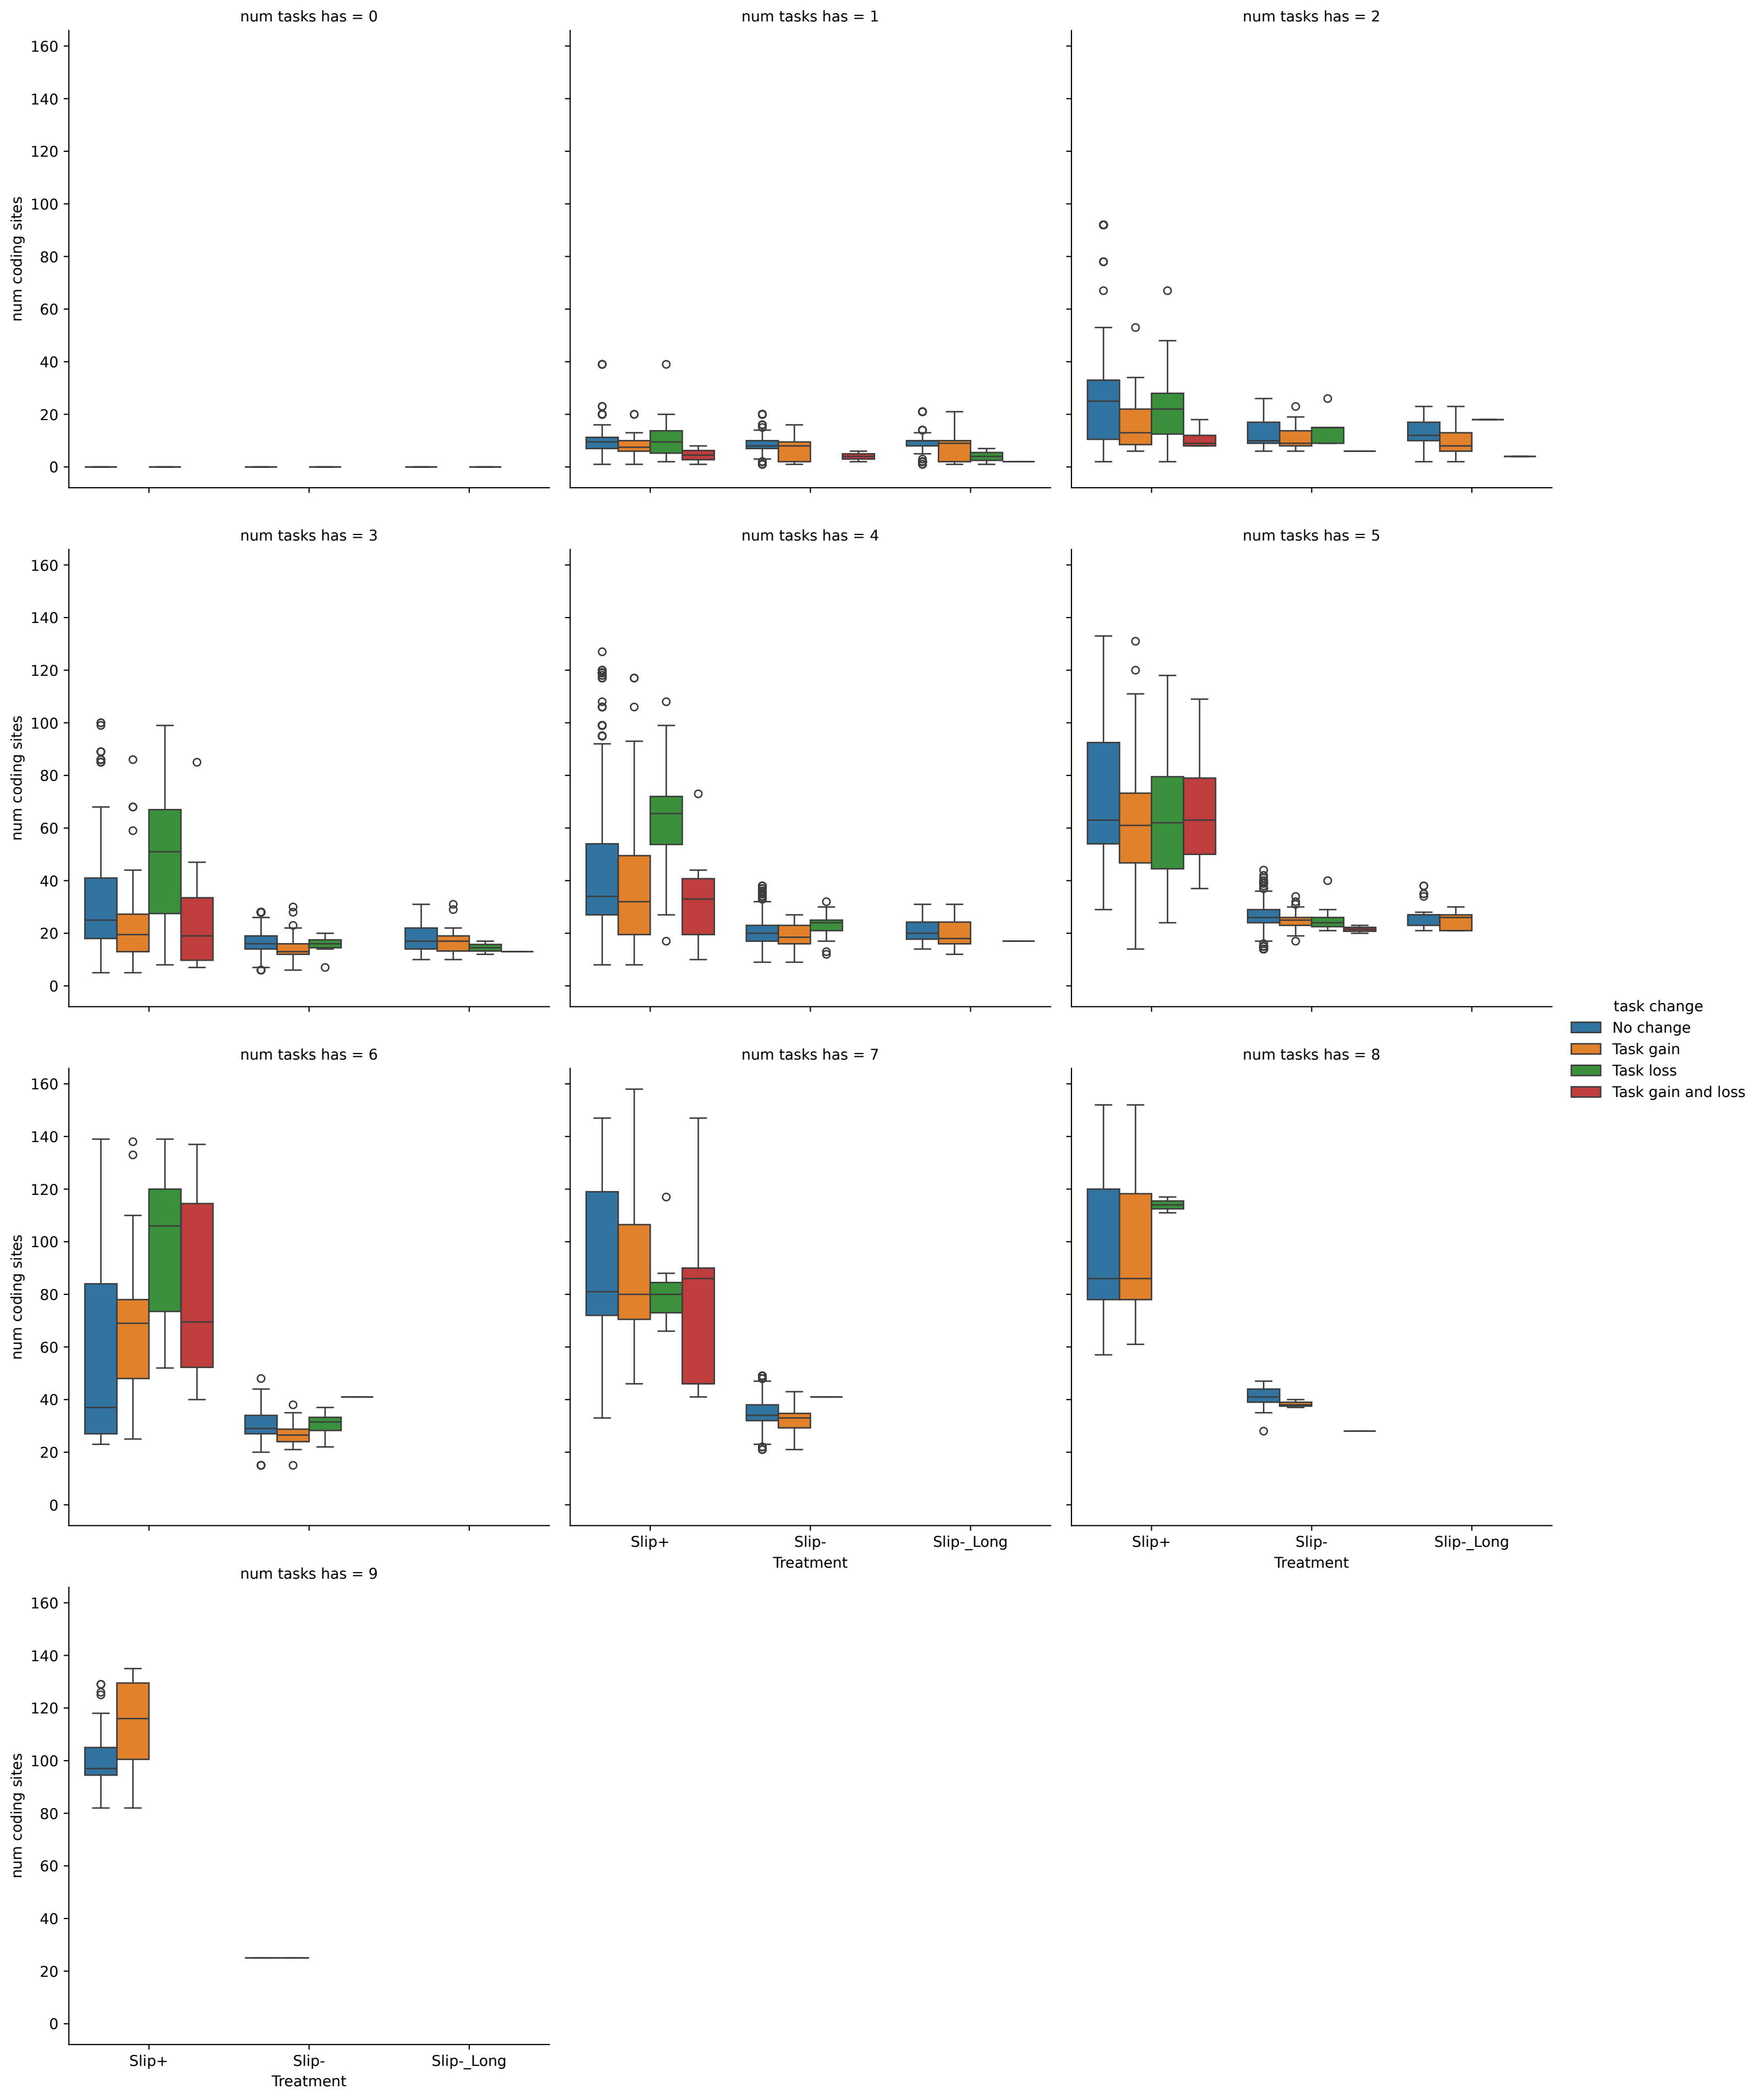 num tasks has = 0
num tasks has = 1
num tasks has = 2
160
140
120
100
80
60
40
20
0
num coding sites
num tasks has = 3
num tasks has = 4
num tasks has = 5
160
140
120
100
80
60
40
20
0
num coding sites
task change
No change
Task gain
Task loss
Task gain and loss
num tasks has = 6
num tasks has = 7
num tasks has = 8
160
140
120
100
80
60
40
20
0
num coding sites
Slip+
Slip-
Slip-_Long
Treatment
Slip+
Slip-
Slip-_Long
Treatment
num tasks has = 9
160
140
120
100
80
60
40
20
0
num coding sites
Slip+
Slip-
Slip-_Long
Treatment